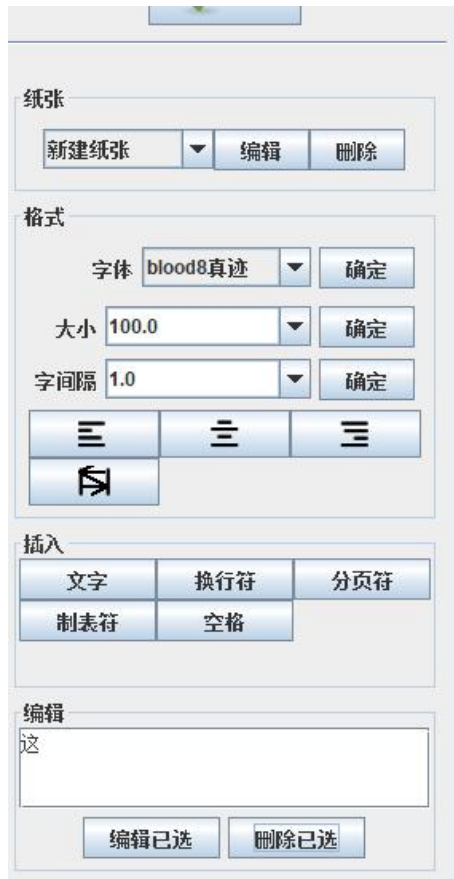 纸张
新建纸张 编辑 删除
格式
字体 blood8真迹 确定
大小 100.0 确定
字间隔 1.0 确定
插入
文字 换行符 分页符
制表符 空格
编辑
这
编辑已选 删除已选